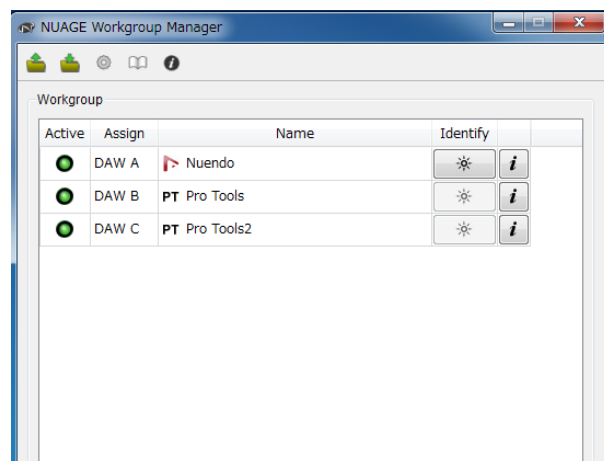 NUAGE Workgroup Manager
Workgroup
Active Assign Name Identify
DAW A Nuendo i
DAW B PT Pro Tools i
DAW C PT Pro Tools2 i